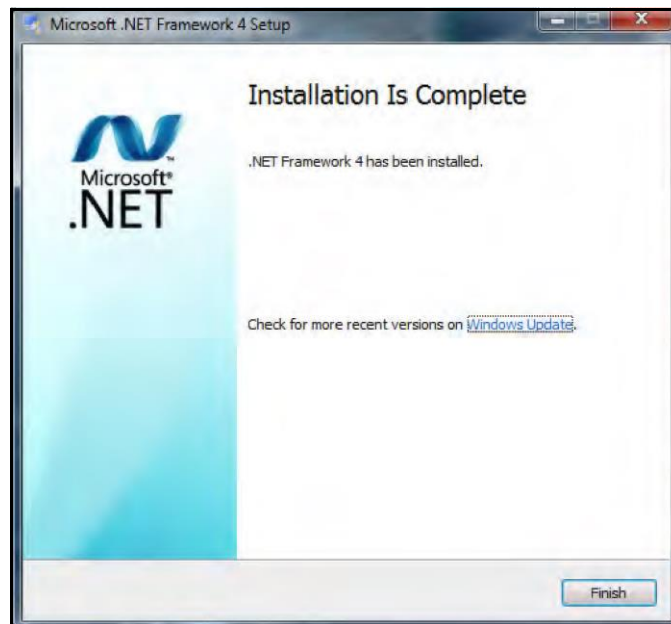 Microsoft .NET Framework 4 Setup
Installation Is Complete
.NET Framework 4 has been installed.
Microsoft®
.NET
Check for more recent versions on Windows Update.
Finish